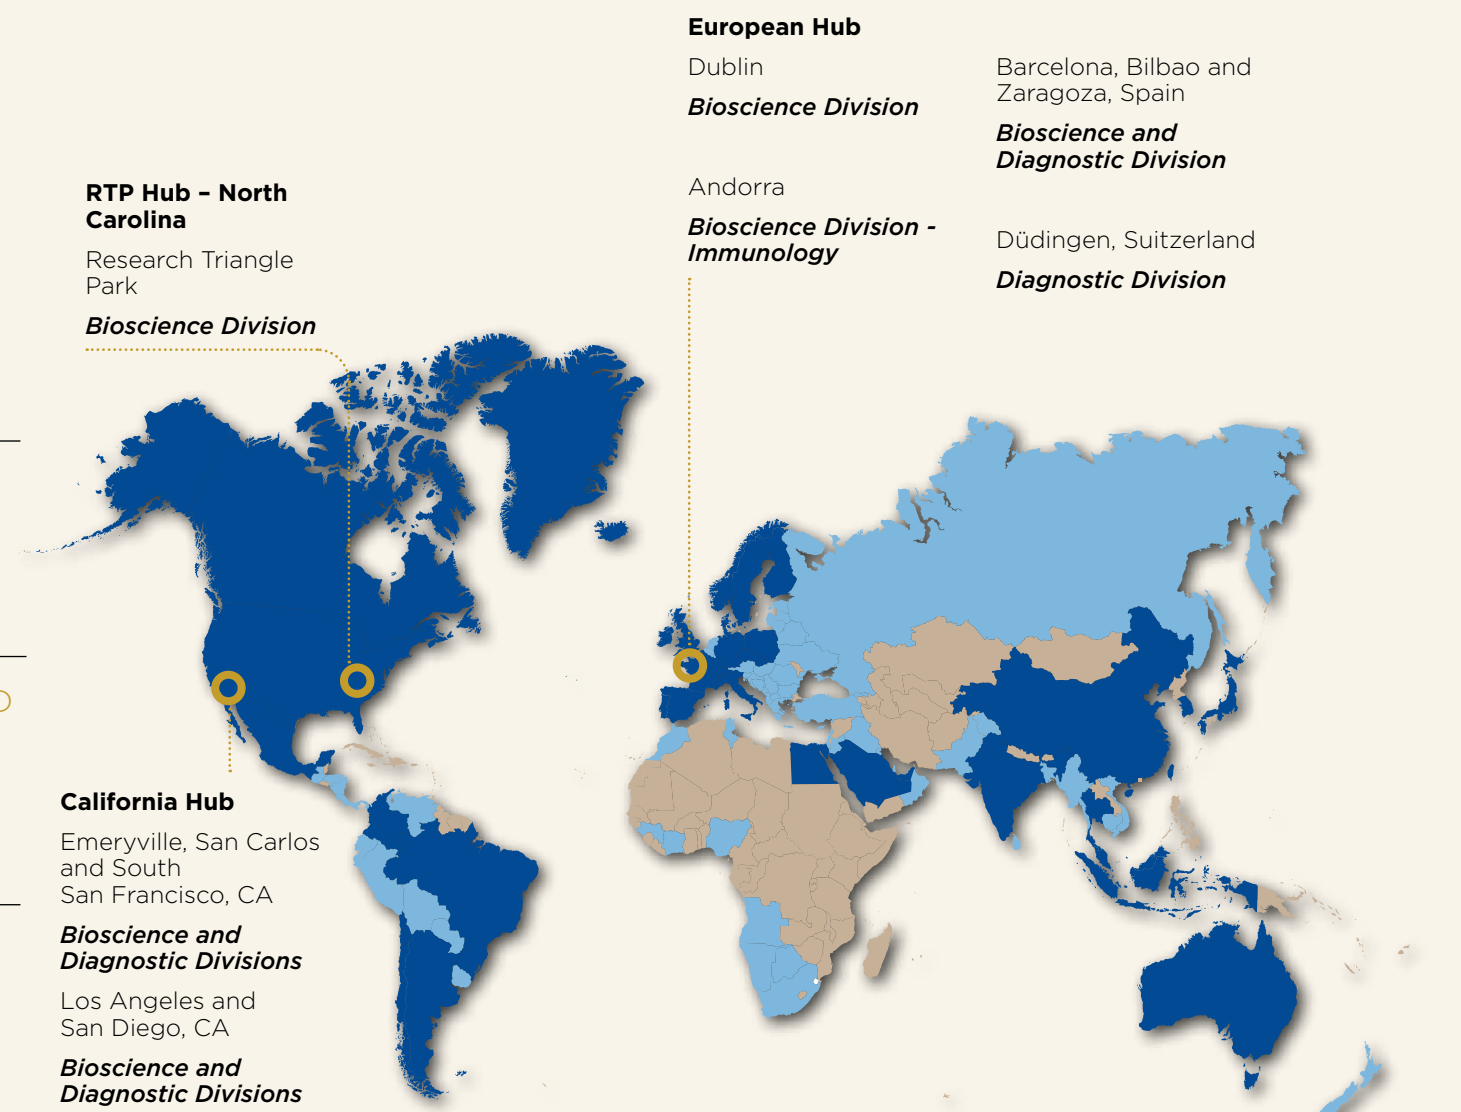 European Hub
Dublin
Bioscience Division
Andorra
Bioscience Division -
Immunology
Barcelona, Bilbao and
Zaragoza, Spain
Bioscience and
Diagnostic Division
Düdingen, Suitzerland
Diagnostic Division
RTP Hub – North
Carolina
Research Triangle
Park
Bioscience Division
California Hub
Emeryville, San Carlos
and South
San Francisco, CA
Bioscience and
Diagnostic Divisions
Los Angeles and
San Diego, CA
Bioscience and
Diagnostic Divisions